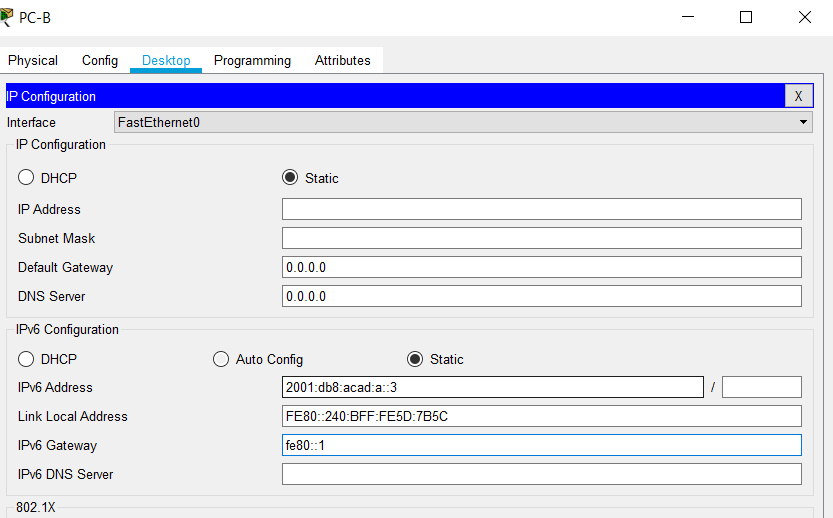 PC-B
Physical Config Desktop Programming Attributes
IP Configuration X
Interface FastEthernet0
IP Configuration
DHCP Static
IP Address
Subnet Mask
Default Gateway 0.0.0.0
DNS Server 0.0.0.0
IPv6 Configuration
DHCP Auto Config Static
IPv6 Address 2001:db8:acad:a::3 /
Link Local Address FE80::240:BFF:FE5D:7B5C
IPv6 Gateway fe80::1
IPv6 DNS Server
802.1X